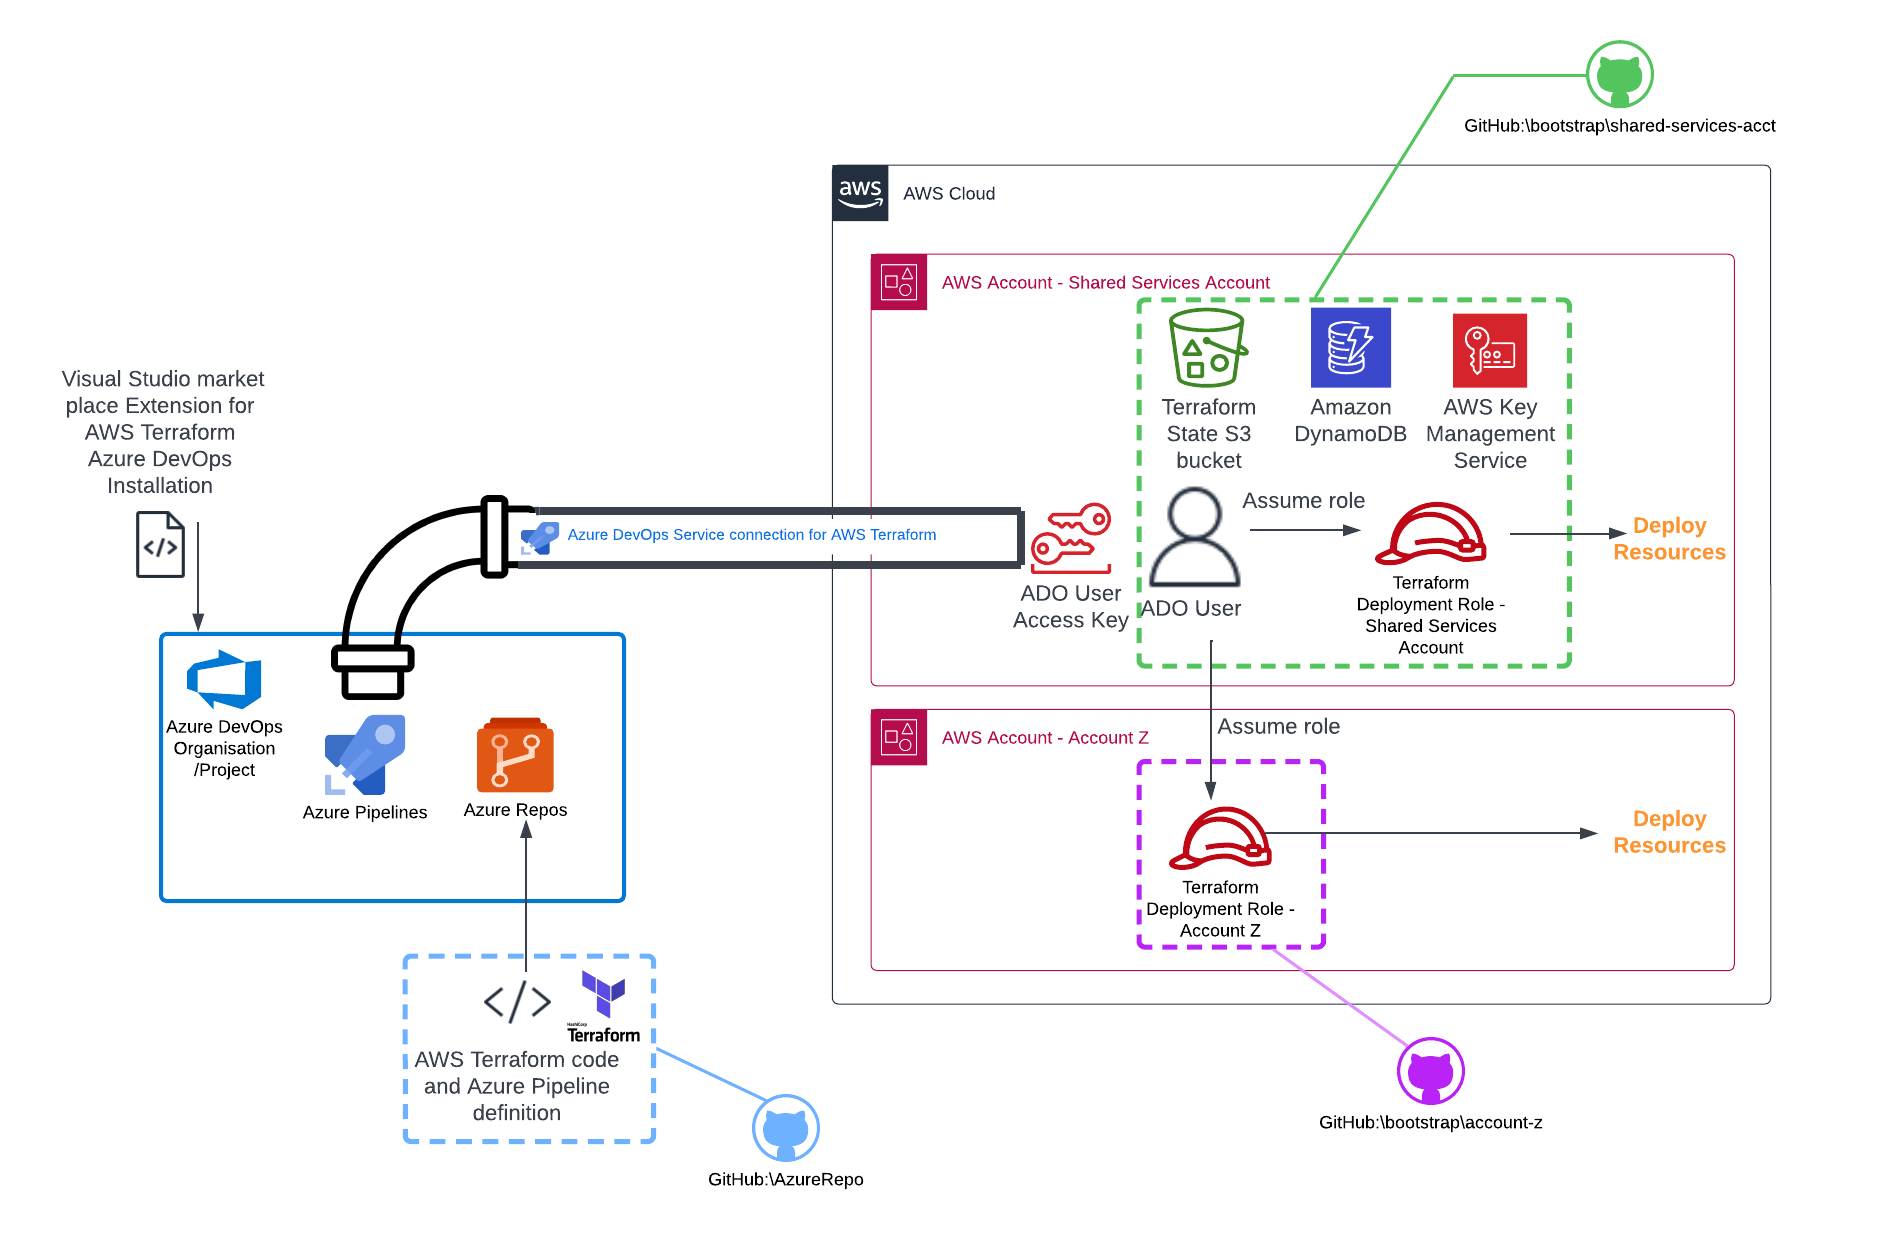 GitHub:\bootstrap\shared-services-acct
aws
AWS Cloud
AWS Account - Shared Services Account
Terraform
State S3
bucket
Amazon
DynamoDB
AWS Key
Management
Service
Visual Studio market
place Extension for
AWS Terraform
Azure DevOps
Installation
Azure DevOps Service connection for AWS Terraform
ADO User
Access Key
ADO User
Assume role
Terraform
Deployment Role -
Shared Services
Account
Deploy
Resources
Azure DevOps
Organisation
/Project
Azure Pipelines
Azure Repos
AWS Account - Account Z
Assume role
Terraform
Deployment Role -
Account Z
Deploy
Resources
HashiCorp
Terraform
AWS Terraform code
and Azure Pipeline
definition
GitHub:\AzureRepo
GitHub:\bootstrap\account-z